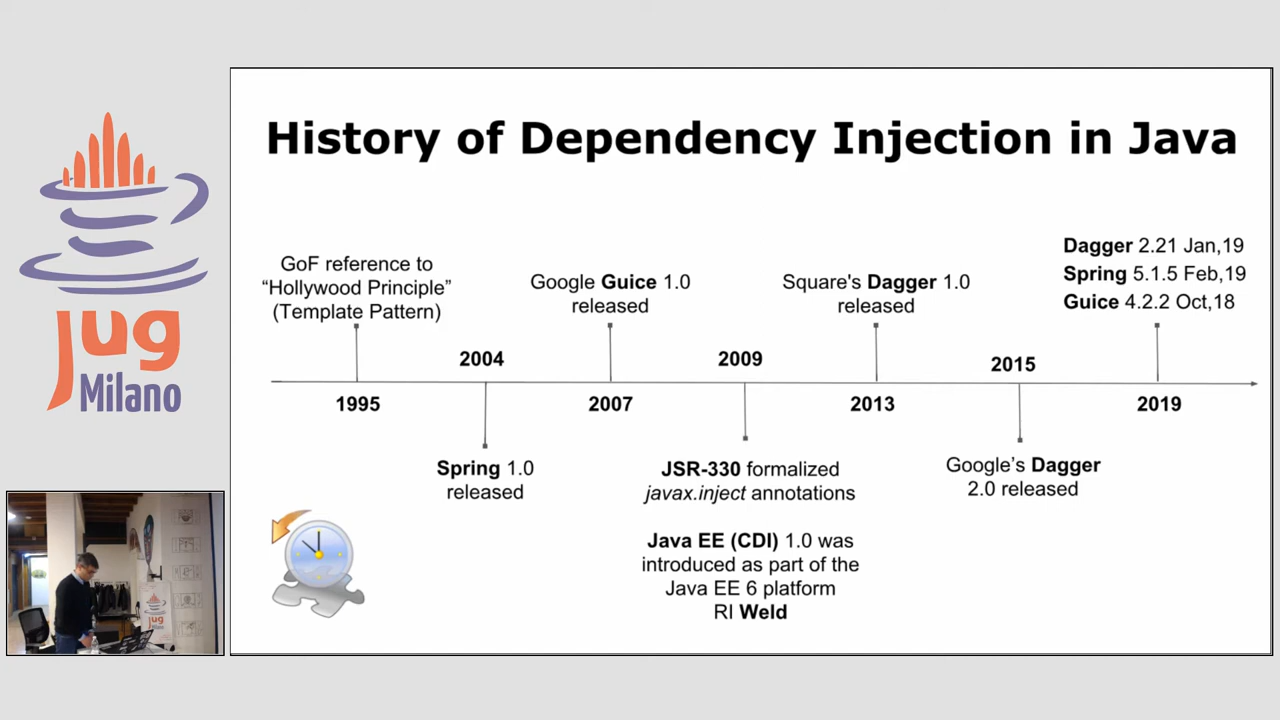 History of Dependency Injection in Java
GoF reference to
“Hollywood Principle”
(Template Pattern)
1995
2004
Spring 1.0
released
Google Guice 1.0
released
2007
2009
JSR-330 formalized
javax.inject annotations
Java EE (CDI) 1.0 was
introduced as part of the
Java EE 6 platform
RI Weld
Square's Dagger 1.0
released
2013
2015
Google’s Dagger
2.0 released
Dagger 2.21 Jan,19
Spring 5.1.5 Feb,19
Guice 4.2.2 Oct,18
2019
jug
Milano
jug